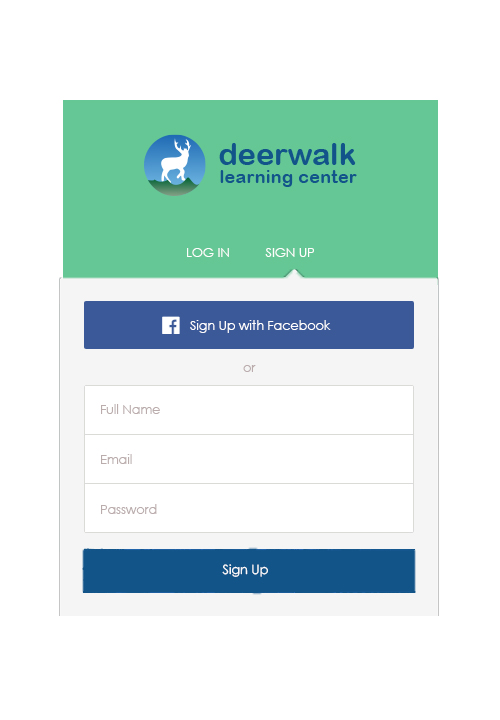 deerwalk
learning center
LOG IN SIGN UP
Sign Up with Facebook
or
Full Name
Email
Password
Sign Up